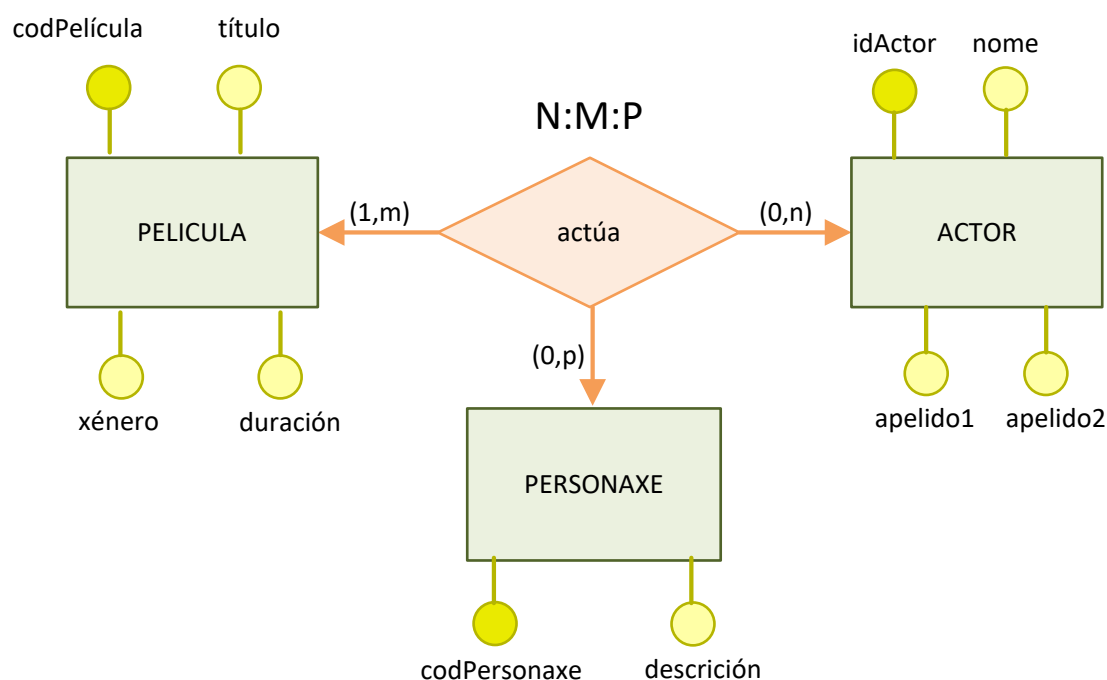 codPelícula
título
idActor
nome
N:M:P
(1,m)
(0,n)
PELICULA
actúa
ACTOR
(0,p)
xénero
duración
apelido1
apelido2
PERSONAXE
codPersonaxe
descrición